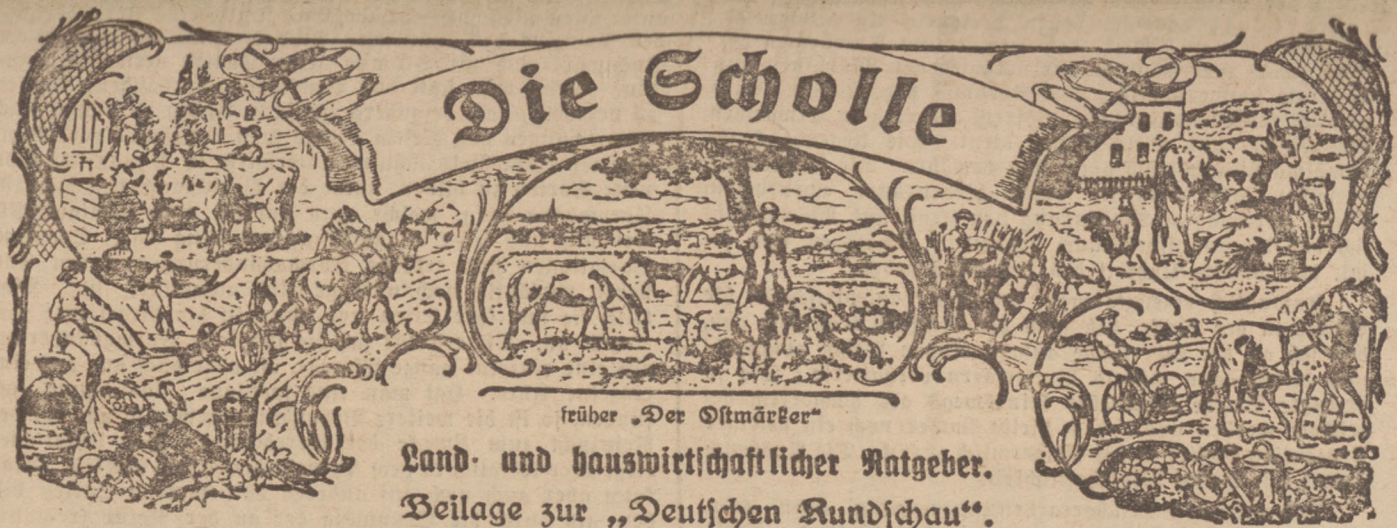 Die Scholle
früher „Der Ostmärker“
Land- und hauswirtschaftlicher Ratgeber.
Beilage zur „Deutschen Rundschau“.